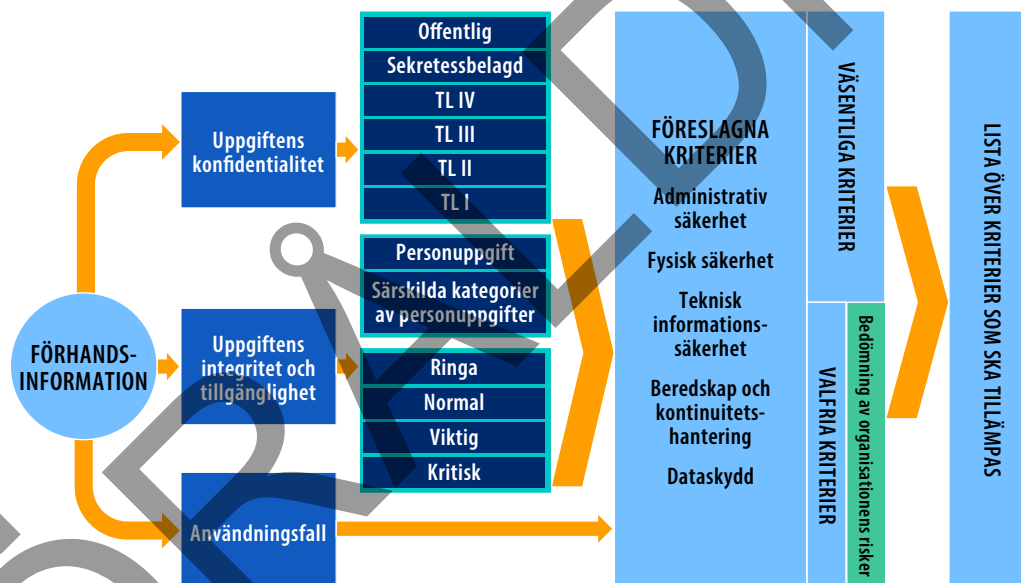 FÖRHANDS-
INFORMATION
Uppgiftens
konfidentialitet
Uppgiftens
integritet och
tillgänglighet
Användningsfall
Offentlig
Sekretessbelagd
TL IV
TL III
TL II
TL I
Personuppgift
Särskilda kategorier
av personuppgifter
Ringa
Normal
Viktig
Kritisk
FÖRESLAGNA
KRITERIER
Administrativ
säkerhet
Fysisk säkerhet
Teknisk
informations-
säkerhet
Beredskap och
kontinuitets-
hantering
Dataskydd
VÄSENTLIGA KRITERIER
VALFRIA KRITERIER
Bedömning av organisationens risker
LISTA ÖVER KRITERIER SOM SKA TILLÄMPAS